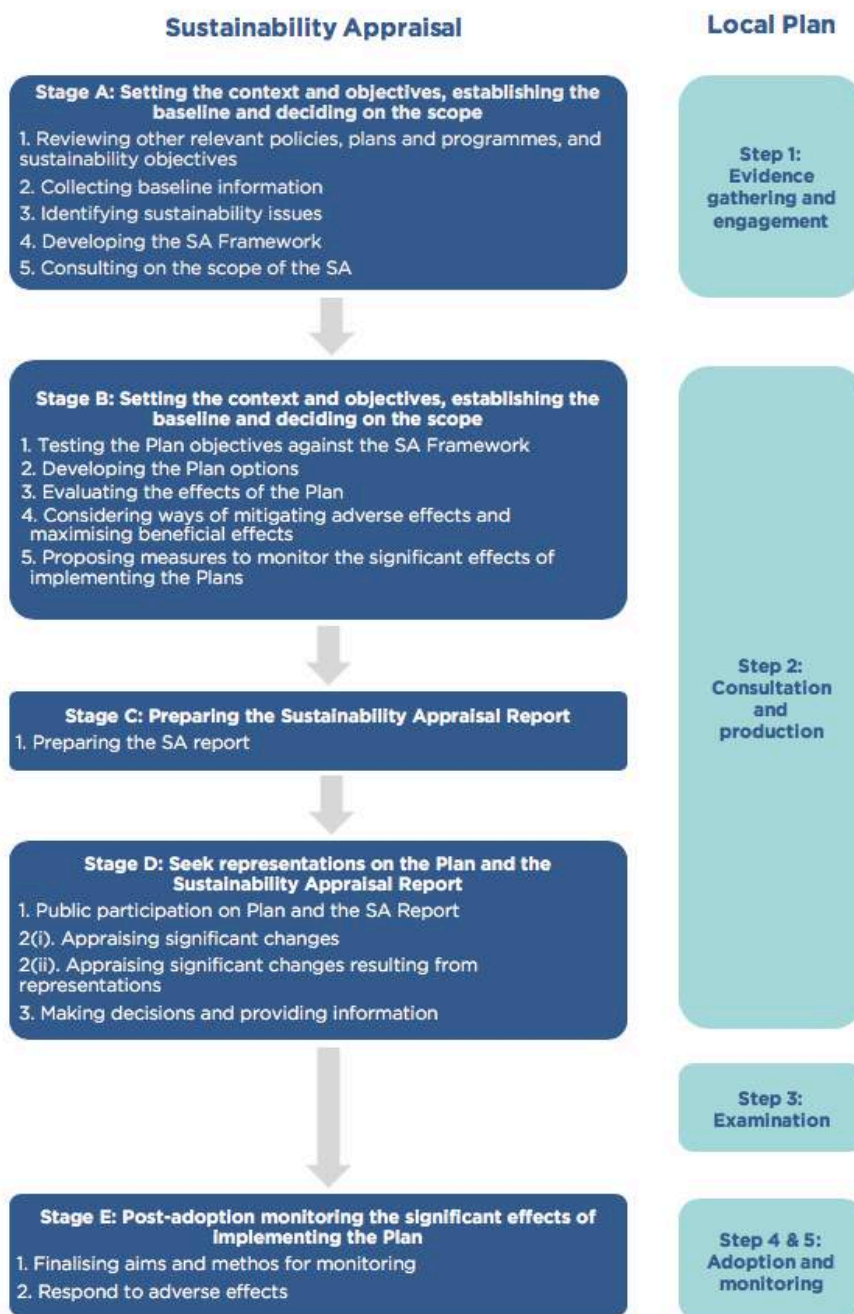 Sustainability Appraisal
Local Plan
Stage A: Setting the context and objectives, establishing the
baseline and deciding on the scope
1. Reviewing other relevant policies, plans and programmes, and
sustainability objectives
2. Collecting baseline information
3. Identifying sustainability issues
4. Developing the SA Framework
5. Consulting on the scope of the SA
Step 1:
Evidence
gathering and
engagement
Stage B: Setting the context and objectives, establishing the
baseline and deciding on the scope
1. Testing the Plan objectives against the SA Framework
2. Developing the Plan options
3. Evaluating the effects of the Plan
4. Considering ways of mitigating adverse effects and
maximising beneficial effects
5. Proposing measures to monitor the significant effects of
implementing the Plans
Stage C: Preparing the Sustainability Appraisal Report
1. Preparing the SA report
Stage D: Seek representations on the Plan and the
Sustainability Appraisal Report
1. Public participation on Plan and the SA Report
2(i). Appraising significant changes
2(ii). Appraising significant changes resulting from
representations
3. Making decisions and providing information
Step 2:
Consultation
and
production
Step 3:
Examination
Stage E: Post-adoption monitoring the significant effects of
implementing the Plan
1. Finalising aims and methos for monitoring
2. Respond to adverse effects
Step 4 & 5:
Adoption and
monitoring